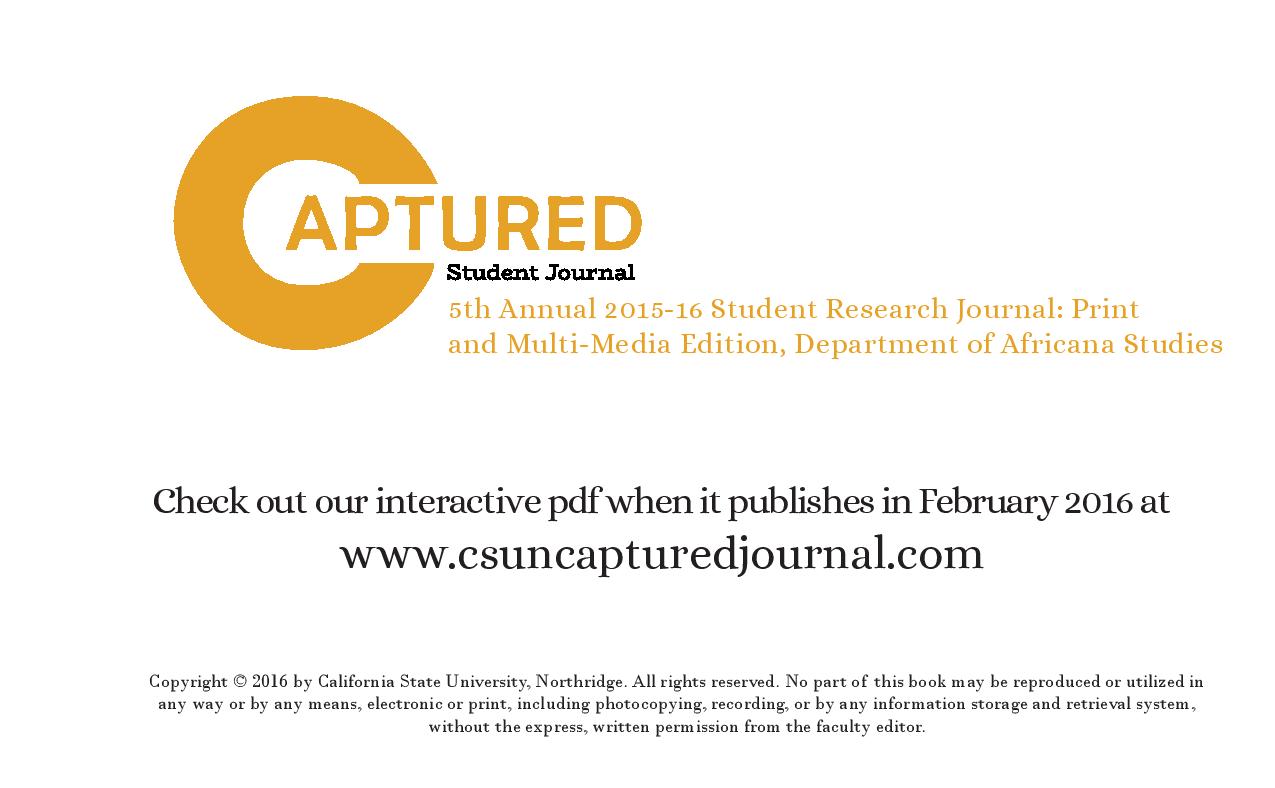 CAPTURED
Student Journal
5th Annual 2015-16 Student Research Journal: Print
and Multi-Media Edition, Department of Africana Studies
Check out our interactive pdf when it publishes in February 2016 at
www.csuncapturedjournal.com
Copyright © 2016 by California State University, Northridge. All rights reserved. No part of this book may be reproduced or utilized in
any way or by any means, electronic or print, including photocopying, recording, or by any information storage and retrieval system,
without the express, written permission from the faculty editor.